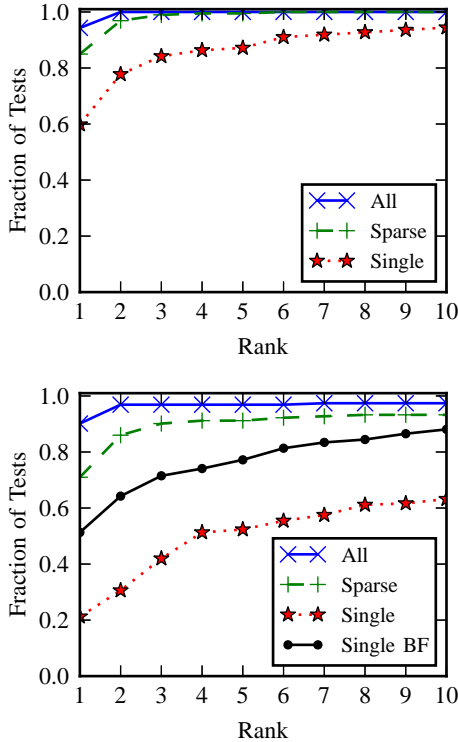 1.0
0.8
0.6
0.4
0.2
0.0
Fraction of Tests
All
Sparse
Single
1 2 3 4 5 6 7 8 9 10
Rank
1.0
0.8
0.6
0.4
0.2
0.0
Fraction of Tests
All
Sparse
Single
Single BF
1 2 3 4 5 6 7 8 9 10
Rank